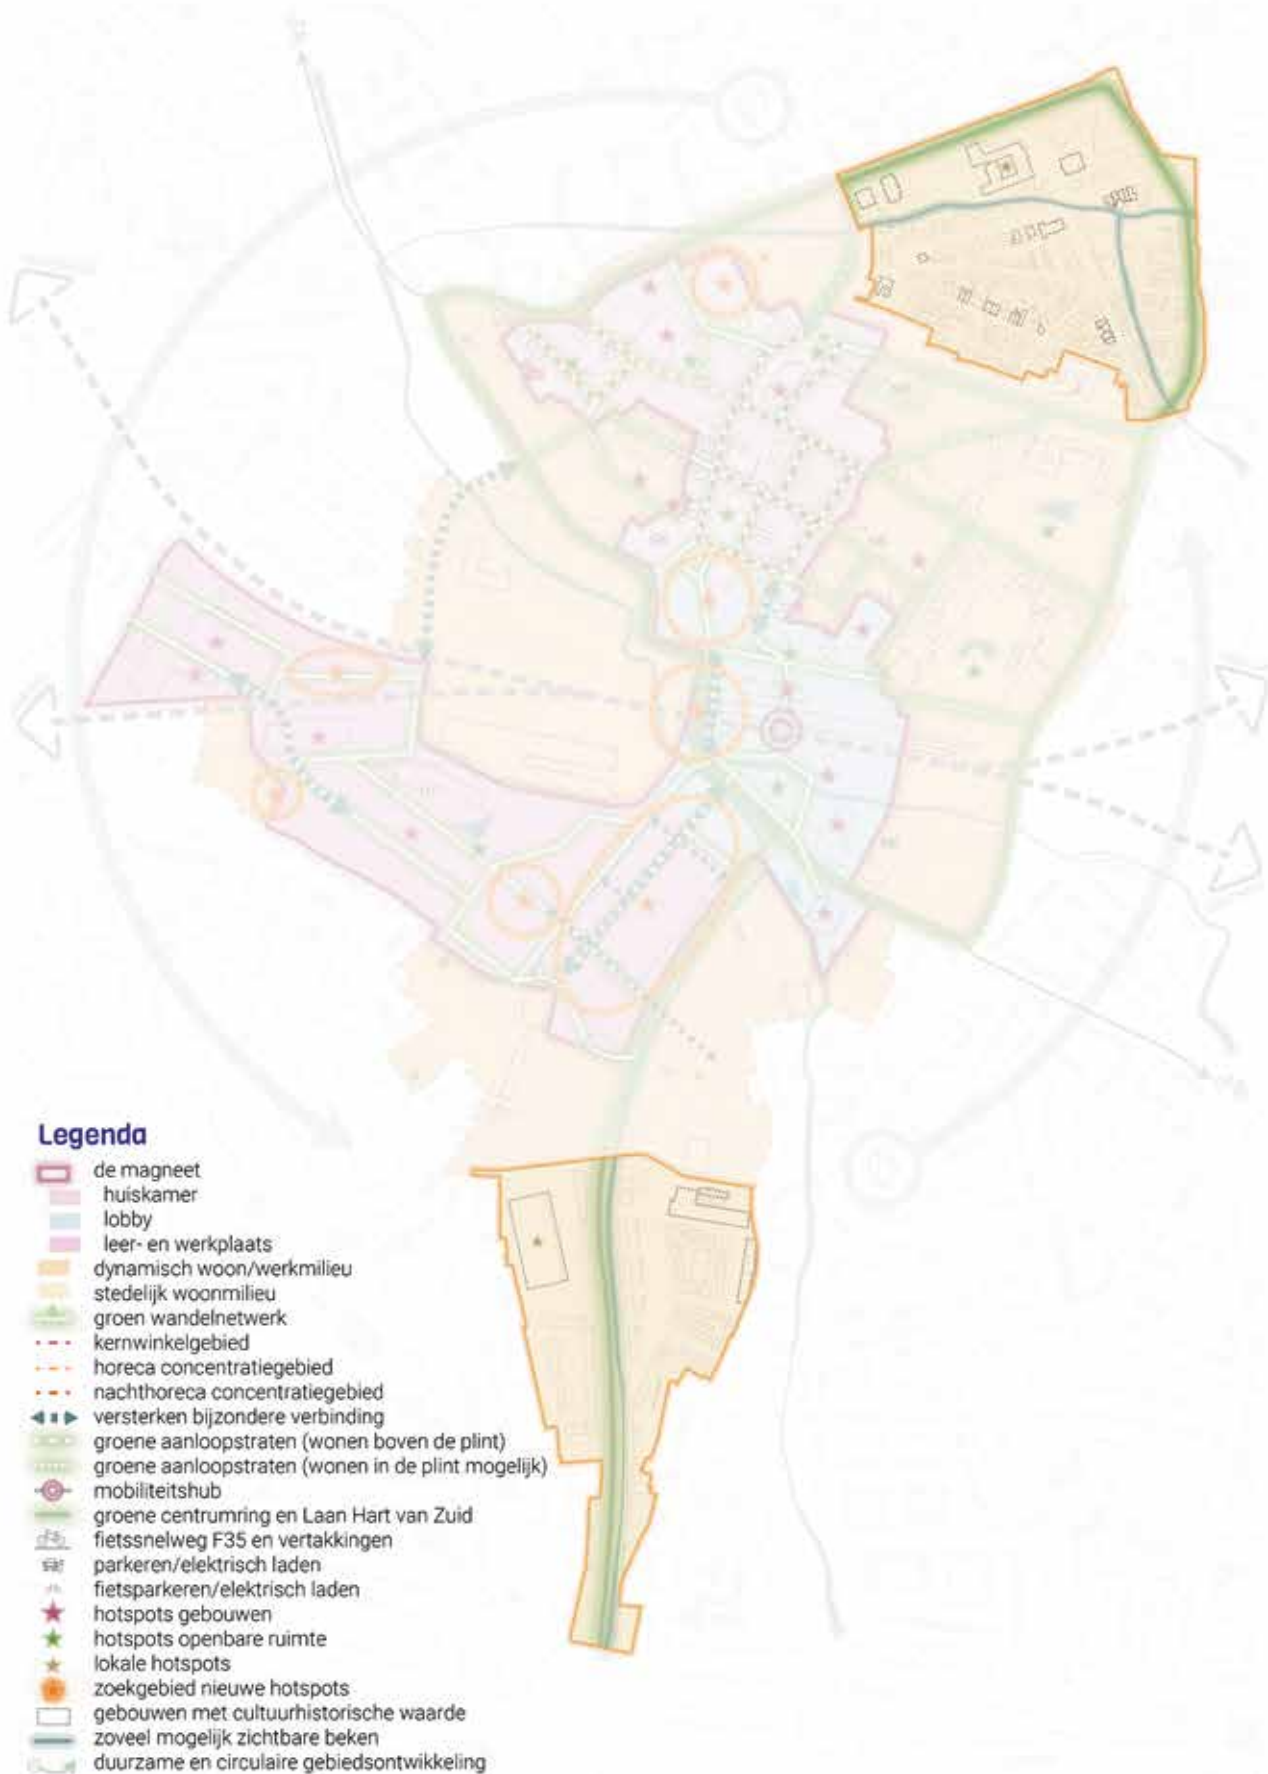 Legenda
de magneet
huiskamer
lobby
leer- en werkplaats
dynamisch woon/werkmilieu
stedelijk woonmilieu
groen wandelnetwerk
kernwinkelgebied
horeca concentratiegebied
nachthoreca concentratiegebied
versterken bijzondere verbinding
groene aanloopstraten (wonen boven de plint)
groene aanloopstraten (wonen in de plint mogelijk)
mobiliteitshub
groene centrumring en Laan Hart van Zuid
fietssnelweg F35 en vertakkingen
parkeren/elektrisch laden
fietsparkeren/elektrisch laden
hotspots gebouwen
hotspots openbare ruimte
lokale hotspots
zoekgebied nieuwe hotspots
gebouwen met cultuurhistorische waarde
zoveel mogelijk zichtbare beken
duurzame en circulaire gebiedsontwikkeling